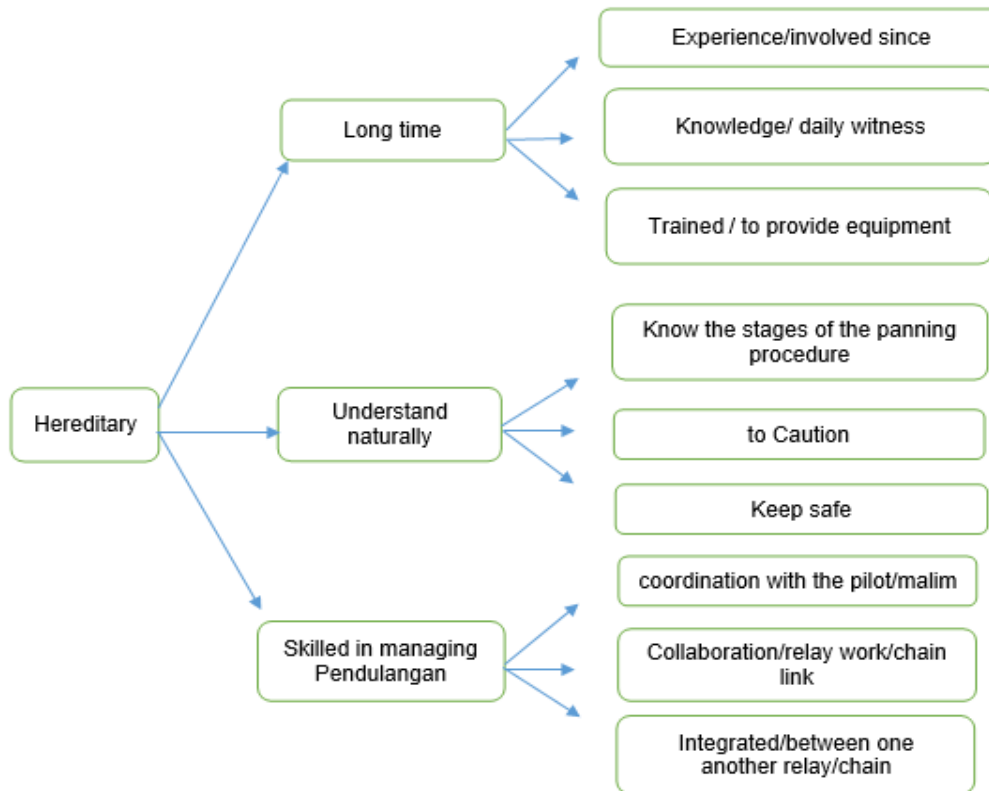 Experience/involved since
Long time
Knowledge/ daily witness
Trained / to provide equipment
Know the stages of the panning
procedure
Hereditary
Understand
naturally
to Caution
Keep safe
coordination with the pilot/malim
Skilled in managing
Pendulangan
Collaboration/relay work/chain
link
Integrated/between one
another relay/chain